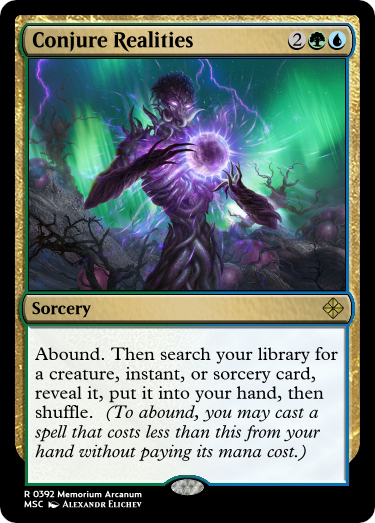 Conjure Realities 2
Sorcery
Abound. Then search your library for
a creature, instant, or sorcery card,
reveal it, put it into your hand, then
shuffle. (To abound, you may cast a
spell that costs less than this from your
hand without paying its mana cost.)
R 0392 Memorium Arcanum
MSC Alexandr Elichev